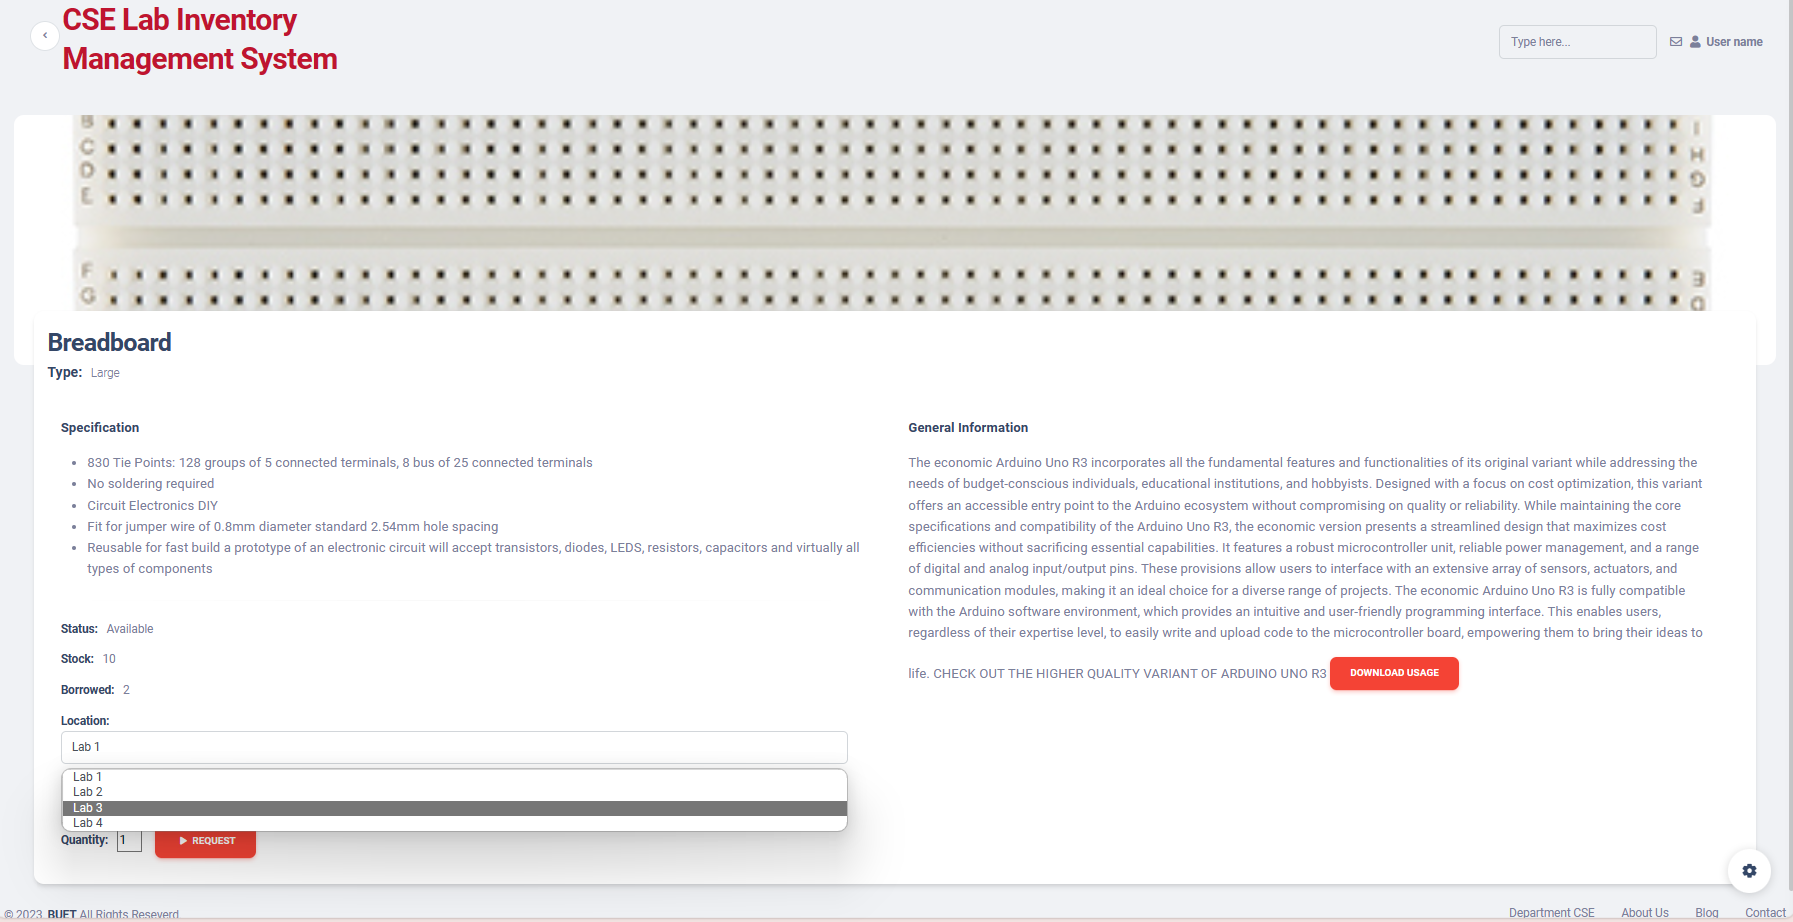 CSE Lab Inventory
Management System
Type here...
User name
B
C
D
E
F
G
I
H
G
F
E
D
Breadboard
Type: Large
Specification
830 Tie Points: 128 groups of 5 connected terminals, 8 bus of 25 connected terminals
No soldering required
Circuit Electronics DIY
Fit for jumper wire of 0.8mm diameter standard 2.54mm hole spacing
Reusable for fast build a prototype of an electronic circuit will accept transistors, diodes, LEDS, resistors, capacitors and virtually all
types of components
Status: Available
Stock: 10
Borrowed: 2
Location:
Lab 1
Lab 1
Lab 2
Lab 3
Lab 4
Quantity: 1
REQUEST
General Information
The economic Arduino Uno R3 incorporates all the fundamental features and functionalities of its original variant while addressing the
needs of budget-conscious individuals, educational institutions, and hobbyists. Designed with a focus on cost optimization, this variant
offers an accessible entry point to the Arduino ecosystem without compromising on quality or reliability. While maintaining the core
specifications and compatibility of the Arduino Uno R3, the economic version presents a streamlined design that maximizes cost
efficiencies without sacrificing essential capabilities. It features a robust microcontroller unit, reliable power management, and a range
of digital and analog input/output pins. These provisions allow users to interface with an extensive array of sensors, actuators, and
communication modules, making it an ideal choice for a diverse range of projects. The economic Arduino Uno R3 is fully compatible
with the Arduino software environment, which provides an intuitive and user-friendly programming interface. This enables users,
regardless of their expertise level, to easily write and upload code to the microcontroller board, empowering them to bring their ideas to
life. CHECK OUT THE HIGHER QUALITY VARIANT OF ARDUINO UNO R3
DOWNLOAD USAGE
© 2023, BUET All Rights Reseverd
Department CSE
About Us
Blog
Contact